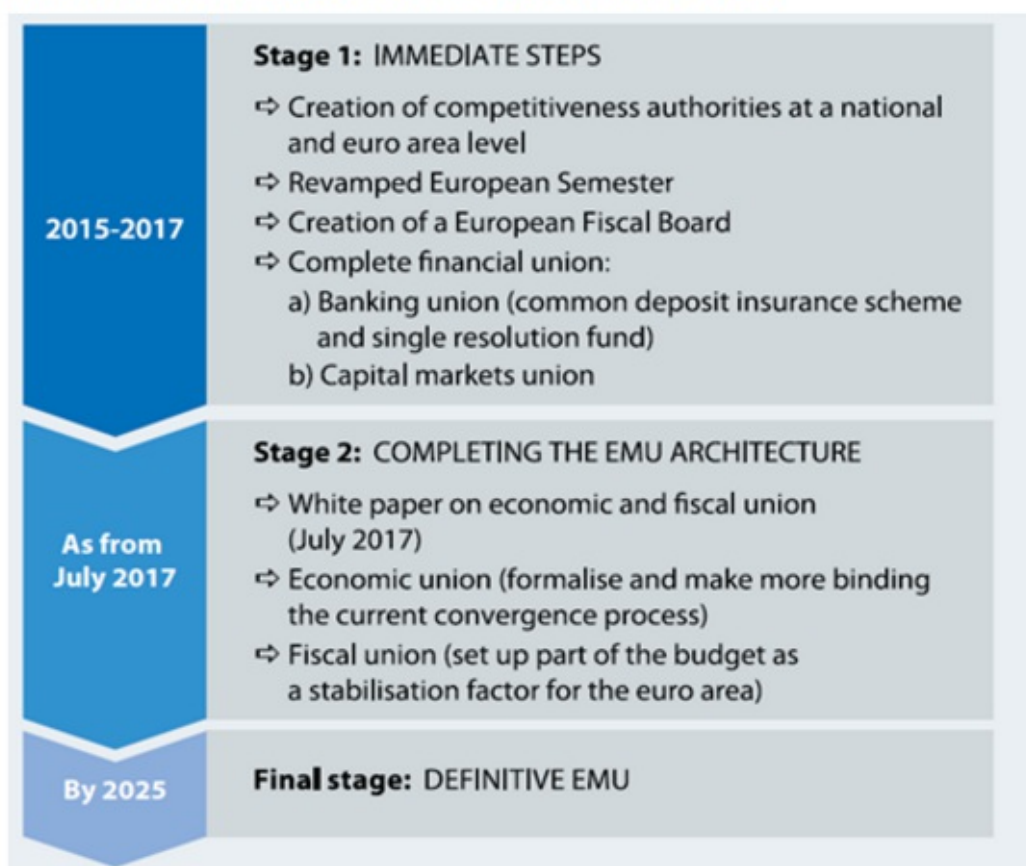 2015-2017
Stage 1: IMMEDIATE STEPS
⇨ Creation of competitiveness authorities at a national
and euro area level
⇨ Revamped European Semester
⇨ Creation of a European Fiscal Board
⇨ Complete financial union:
a) Banking union (common deposit insurance scheme
and single resolution fund)
b) Capital markets union
As from
July 2017
Stage 2: COMPLETING THE EMU ARCHITECTURE
⇨ White paper on economic and fiscal union
(July 2017)
⇨ Economic union (formalise and make more binding
the current convergence process)
⇨ Fiscal union (set up part of the budget as
a stabilisation factor for the euro area)
By 2025
Final stage: DEFINITIVE EMU